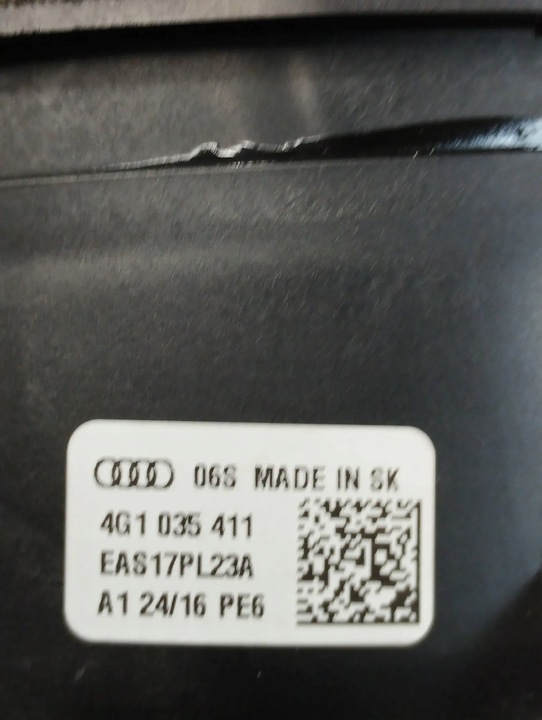 06S MADE IN SK
4G1 035 411
EAS17PL23A
A1 24/16 PE6